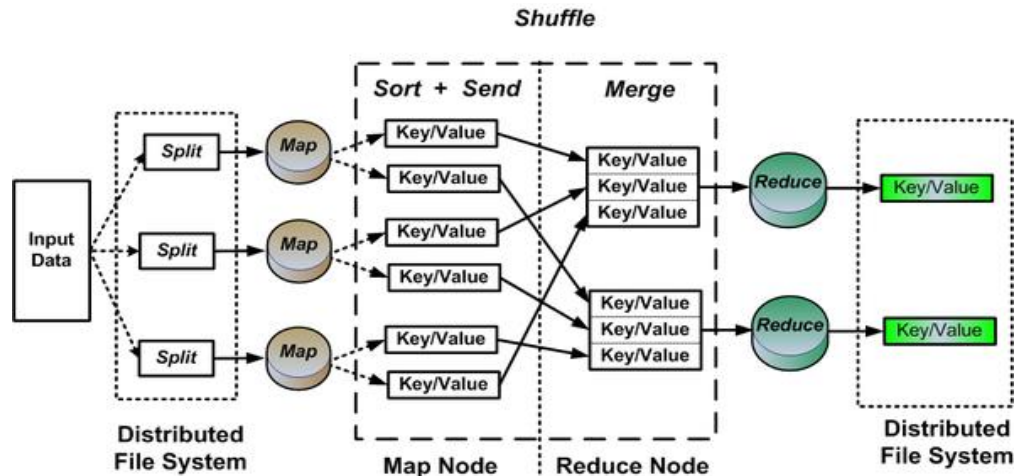 Shuffle
Sort + Send
Merge
Input
Data
Split
Split
Split
Map
Map
Map
Key/Value
Key/Value
Key/Value
Key/Value
Key/Value
Key/Value
Key/Value
Key/Value
Key/Value
Key/Value
Key/Value
Key/Value
Reduce
Reduce
Key/Value
Key/Value
Distributed
File System
Map Node
Reduce Node
Distributed
File System